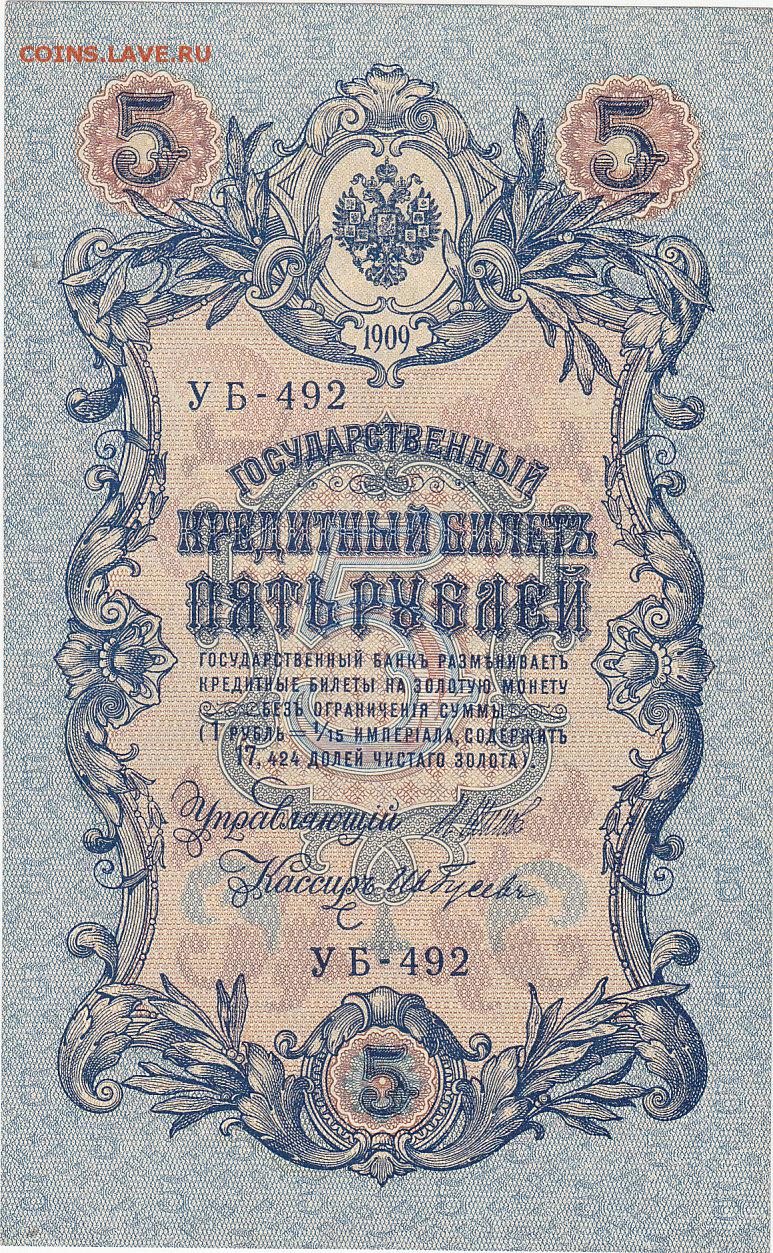 COINS.LAVE.RU
5 5
1909
УБ-492
ГОСУДАРСТВЕННЫЙ
КРЕДИТНЫЙ БИЛЕТЪ
ПЯТЬ РУБЛЕЙ
5
ГОСУДАРСТВЕННЫЙ БАНКЪ РАЗМѢНИВАЕТЪ
КРЕДИТНЫЕ БИЛЕТЫ НА ЗОЛОТУЮ МОНЕТУ
БЕЗЪ ОГРАНИЧЕНІЯ СУММЫ
(1 РУБЛЬ = 1/15 ИМПЕРІАЛА, СОДЕРЖИТЪ
17,424 ДОЛЕЙ ЧИСТАГО ЗОЛОТА).
Управляющій
Кассиръ
УБ-492
5